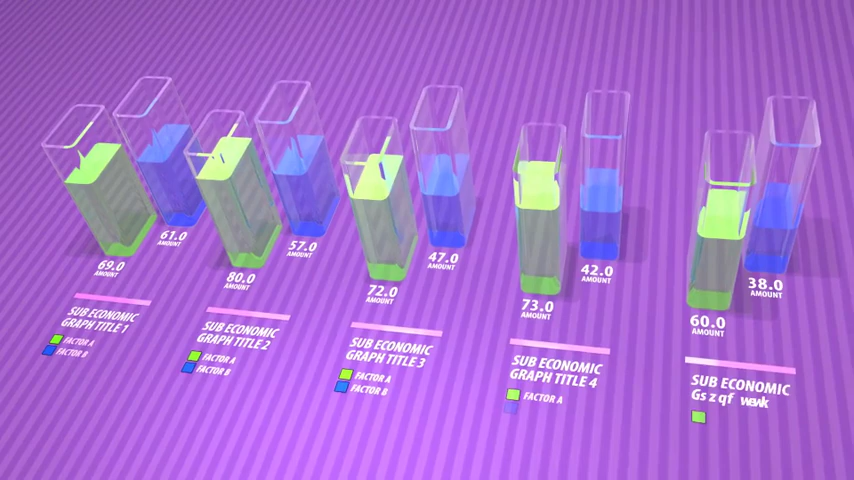 69.0
AMOUNT
61.0
AMOUNT
SUB ECONOMIC
GRAPH TITLE 1
FACTOR A
FACTOR B
80.0
AMOUNT
57.0
AMOUNT
SUB ECONOMIC
GRAPH TITLE 2
FACTOR A
FACTUR B
72.0
AMOUNT
47.0
AMOUNT
SUB ECONOMIC
GRAPH TITLE 3
FACTOR A
FACTOR B
73.0
AMOUNT
42.0
AMOUNT
SUB ECONOMIC
GRAPH TITLE 4
FACTOR A
60.0
AMOUNT
38.0
AMOUNT
SUB ECONOMIC
Gszqf